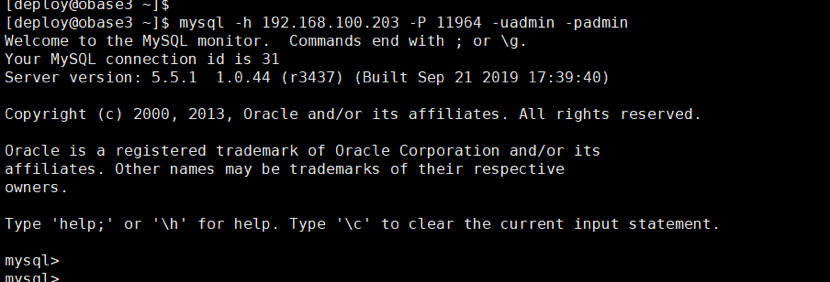 [deploy@obase3 ~]$
[deploy@obase3 ~]$ mysql -h 192.168.100.203 -P 11964 -uadmin -padmin
Welcome to the MySQL monitor.  Commands end with ; or \g.
Your MySQL connection id is 31
Server version: 5.5.1  1.0.44 (r3437) (Built Sep 21 2019 17:39:40)
Copyright (c) 2000, 2013, Oracle and/or its affiliates. All rights reserved.
Oracle is a registered trademark of Oracle Corporation and/or its
affiliates. Other names may be trademarks of their respective
owners.
Type 'help;' or '\h' for help. Type '\c' to clear the current input statement.
mysql>
mysql>